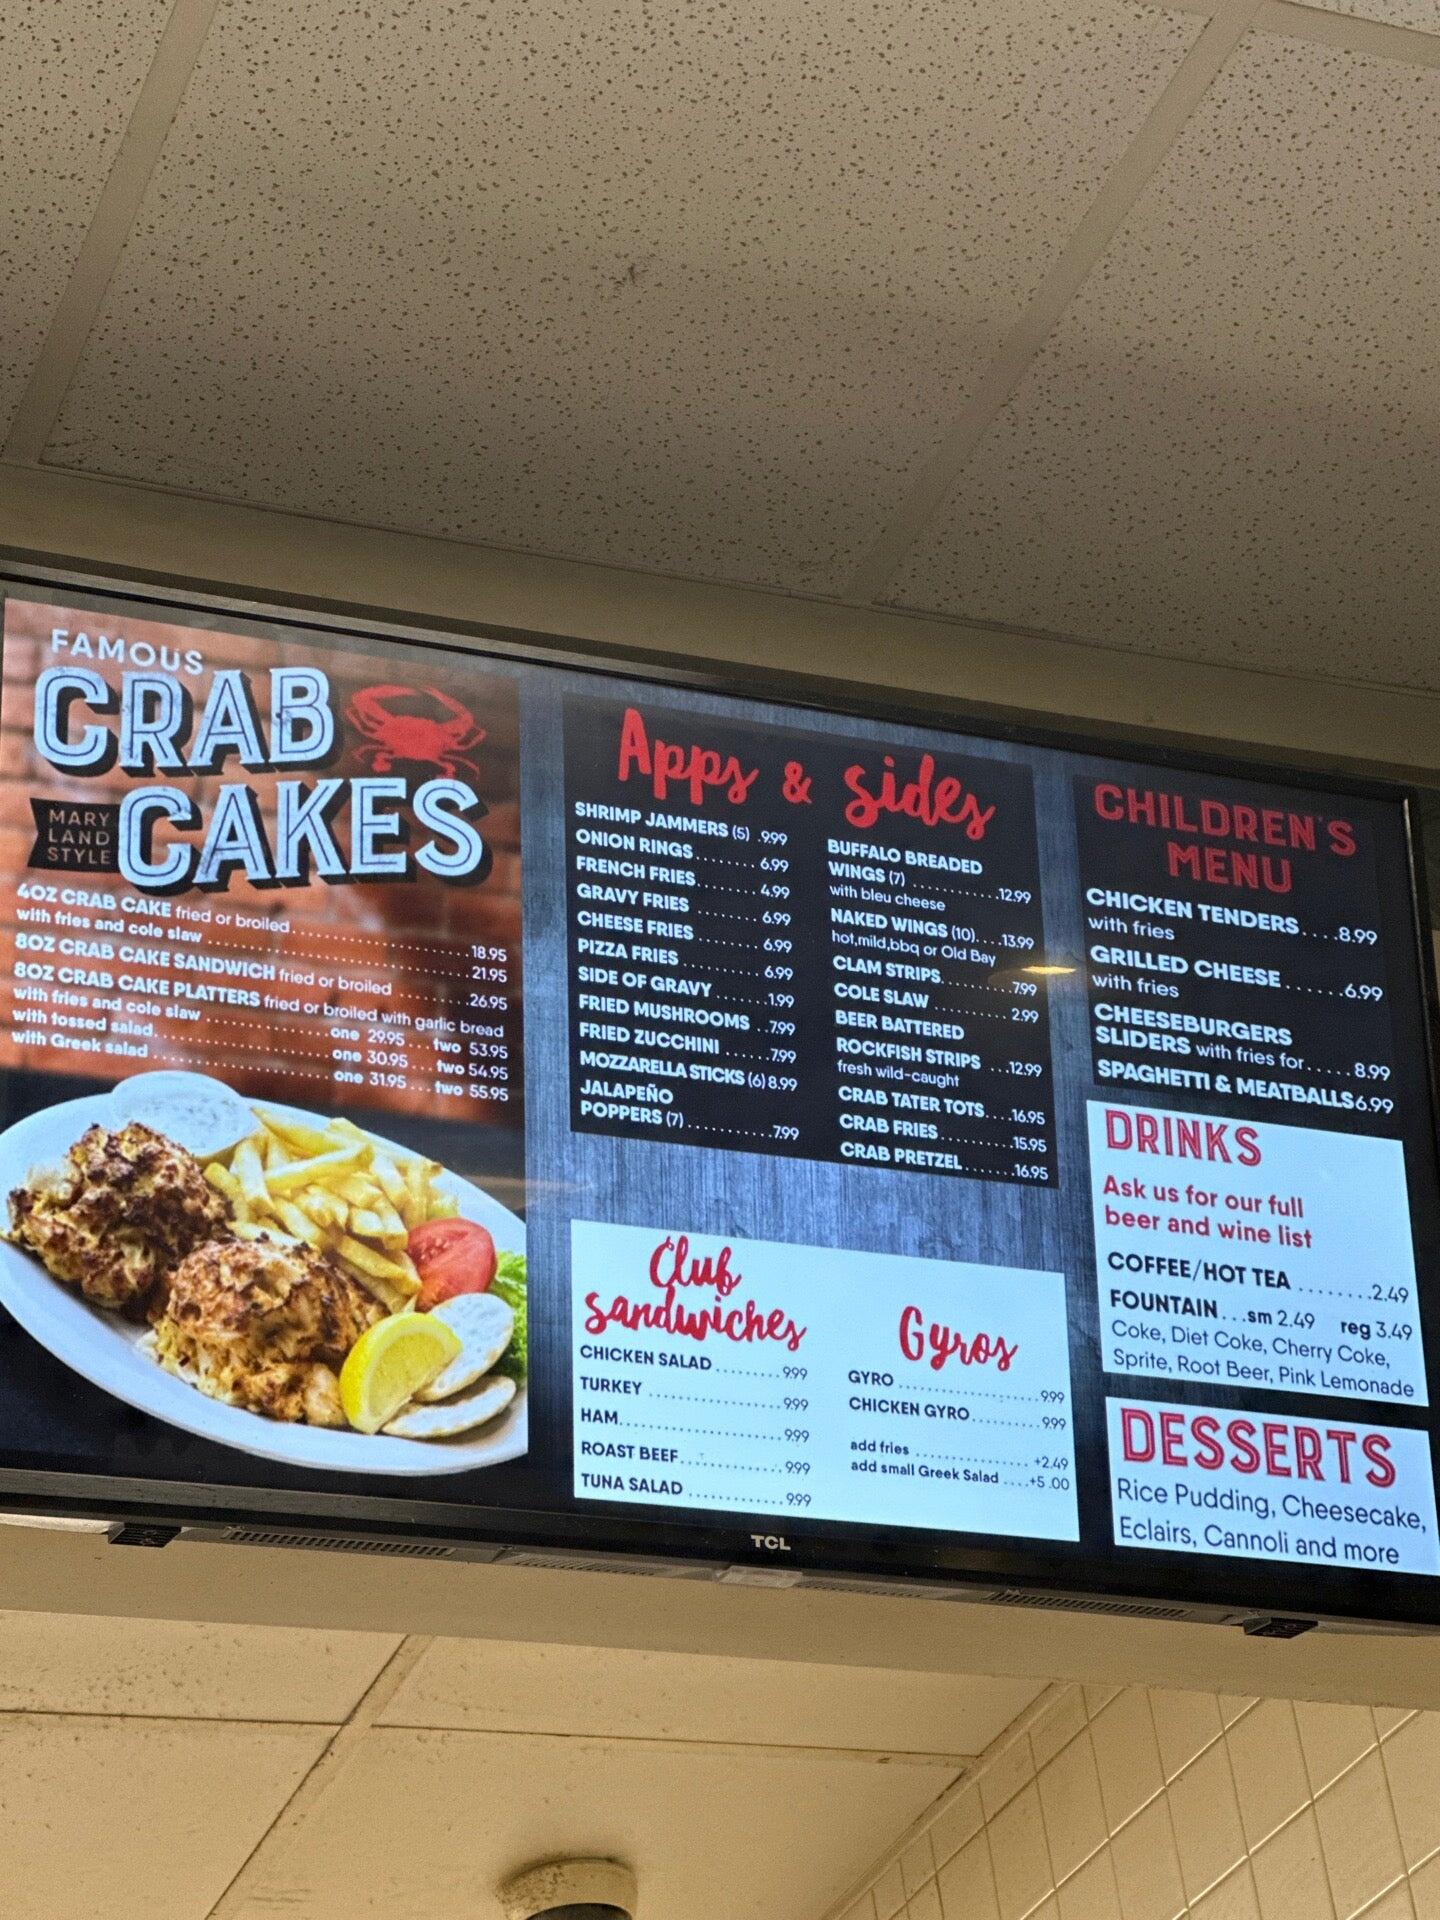 FAMOUS
CRAB
MARY
LAND
STYLE
CAKES
4OZ CRAB CAKE fried or broiled
with fries and cole slaw ........ 18.95
........ 21.95
8OZ CRAB CAKE SANDWICH fried or broiled ........ 26.95
8OZ CRAB CAKE PLATTERS fried or broiled with garlic bread
with fries and cole slaw ........ one 29.95 ... two 53.95
with tossed salad ........ one 30.95 ... two 54.95
with Greek salad ........ one 31.95 ... two 55.95
Apps & sides
SHRIMP JAMMERS (5) .999
ONION RINGS ........ 6.99
FRENCH FRIES ........ 4.99
GRAVY FRIES ........ 6.99
CHEESE FRIES ........ 6.99
PIZZA FRIES ........ 6.99
SIDE OF GRAVY .......1.99
FRIED MUSHROOMS ..7.99
FRIED ZUCCHINI ......7.99
MOZZARELLA STICKS (6) 8.99
JALAPEÑO
POPPERS (7) ...........7.99
BUFFALO BREADED
WINGS (7) ............12.99
with bleu cheese
NAKED WINGS (10)....13.99
hot,mild,bbq or Old Bay
CLAM STRIPS.........7.99
COLE SLAW .......... 2.99
BEER BATTERED
ROCKFISH STRIPS ...12.99
fresh wild-caught
CRAB TATER TOTS....16.95
CRAB FRIES..........15.95
CRAB PRETZEL.......16.95
Club
sandwiches
CHICKEN SALAD .........9.99
TURKEY ...................9.99
HAM......................9.99
ROAST BEEF..............9.99
TUNA SALAD .............9.99
Gyros
GYRO ....................9.99
CHICKEN GYRO..........9.99
add fries ................+2.49
add small Greek Salad ....+5 .00
CHILDREN'S
MENU
CHICKEN TENDERS....8.99
with fries
GRILLED CHEESE......6.99
with fries
CHEESEBURGERS
SLIDERS with fries for.....8.99
SPAGHETTI & MEATBALLS6.99
DRINKS
Ask us for our full
beer and wine list
COFFEE/HOT TEA ........2.49
FOUNTAIN...sm 2.49 reg 3.49
Coke, Diet Coke, Cherry Coke,
Sprite, Root Beer, Pink Lemonade
DESSERTS
Rice Pudding, Cheesecake,
Eclairs, Cannoli and more
TCL